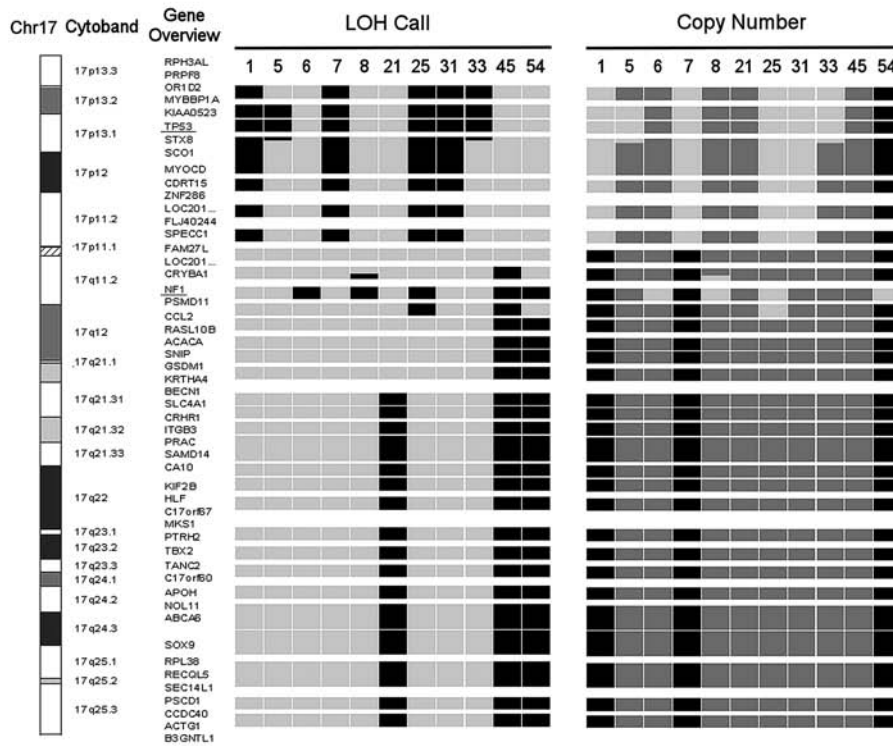 Chr17 Cytoband Gene Overview LOH Call Copy Number
1 5 6 7 8 21 25 31 33 45 54 1 5 6 7 8 21 25 31 33 45 54
17p13.3
17p13.2
17p13.1
17p12
17p11.2
17p11.1
17q11.2
17q12
17q21.1
17q21.31
17q21.32
17q21.33
17q22
17q23.1
17q23.2
17q23.3
17q24.1
17q24.2
17q24.3
17q25.1
17q25.2
17q25.3
RPH3AL
PRPF8
OR1D2
MYBBP1A
KIAA0523
TP53
STX8
SCO1
MYOCD
CDRT15
ZNF286
LOC201...
FLJ40244
SPECC1
FAM27L
LOC201...
CRYBA1
NF1
PSMD11
CCL2
RASL10B
ACACA
SNIP
GSDM1
KRTHA4
BECN1
SLC4A1
CRHR1
ITGB3
PRAC
SAMD14
CA10
KIF2B
HLF
C17orf67
MKS1
PTRH2
TBX2
TANC2
C17orf60
APOH
NOL11
ABCA6
SOX9
RPL38
RECQL5
SEC14L1
PSCD1
CCDC40
ACTG1
B3GNTL1